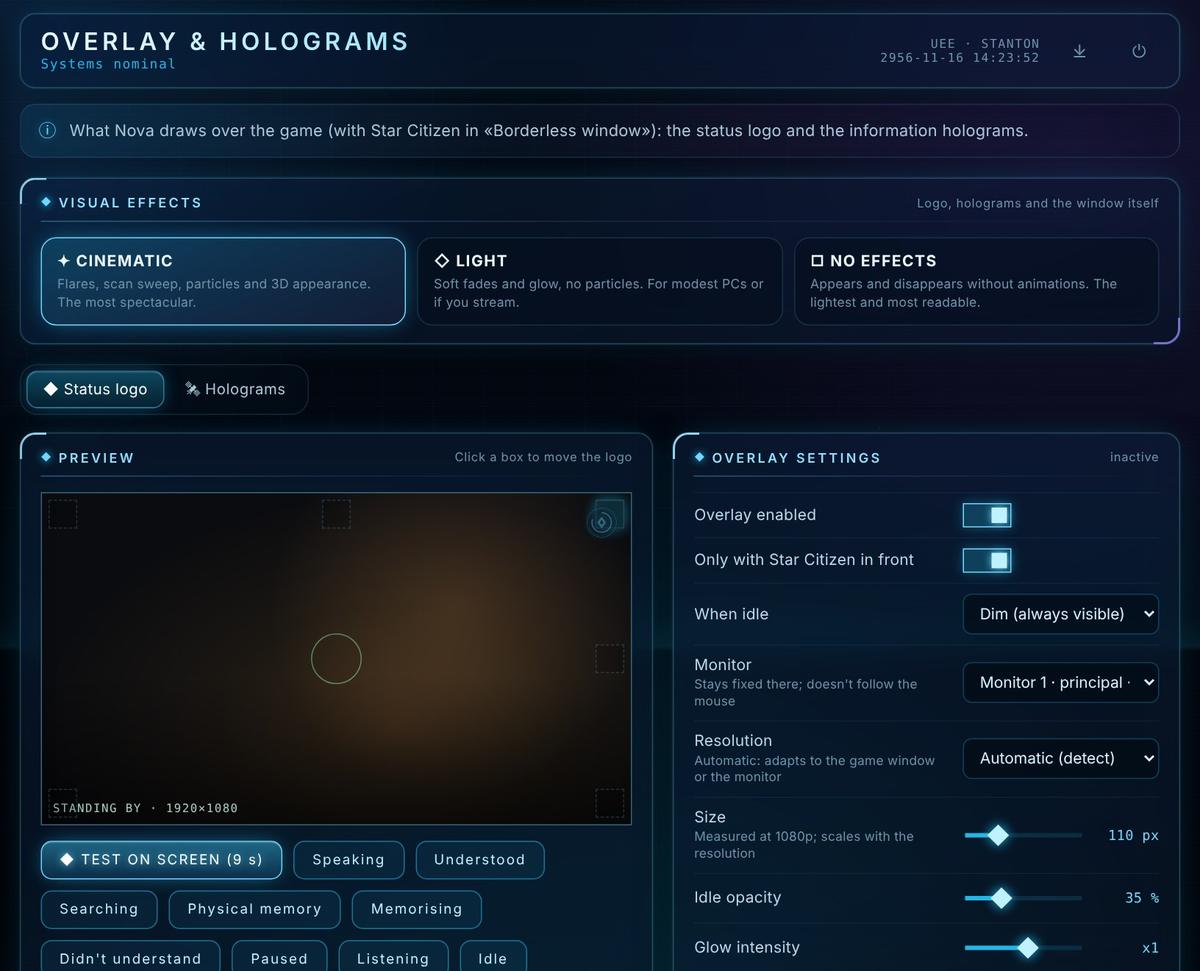 OVERLAY & HOLOGRAMS
Systems nominal
UEE · STANTON
2956-11-16 14:23:52
What Nova draws over the game (with Star Citizen in «Borderless window»): the status logo and the information holograms.
VISUAL EFFECTS
Logo, holograms and the window itself
CINEMATIC
Flares, scan sweep, particles and 3D appearance.
The most spectacular.
LIGHT
Soft fades and glow, no particles. For modest PCs or
if you stream.
NO EFFECTS
Appears and disappears without animations. The
lightest and most readable.
Status logo
Holograms
PREVIEW
Click a box to move the logo
STANDING BY · 1920×1080
TEST ON SCREEN (9 s)
Speaking
Understood
Searching
Physical memory
Memorising
Didn't understand
Paused
Listening
Idle
OVERLAY SETTINGS
inactive
Overlay enabled
Only with Star Citizen in front
When idle
Dim (always visible)
Monitor
Stays fixed there; doesn't follow the
mouse
Monitor 1 · principal ·
Resolution
Automatic: adapts to the game window
or the monitor
Automatic (detect)
Size
Measured at 1080p; scales with the
resolution
110 px
Idle opacity
35 %
Glow intensity
x1